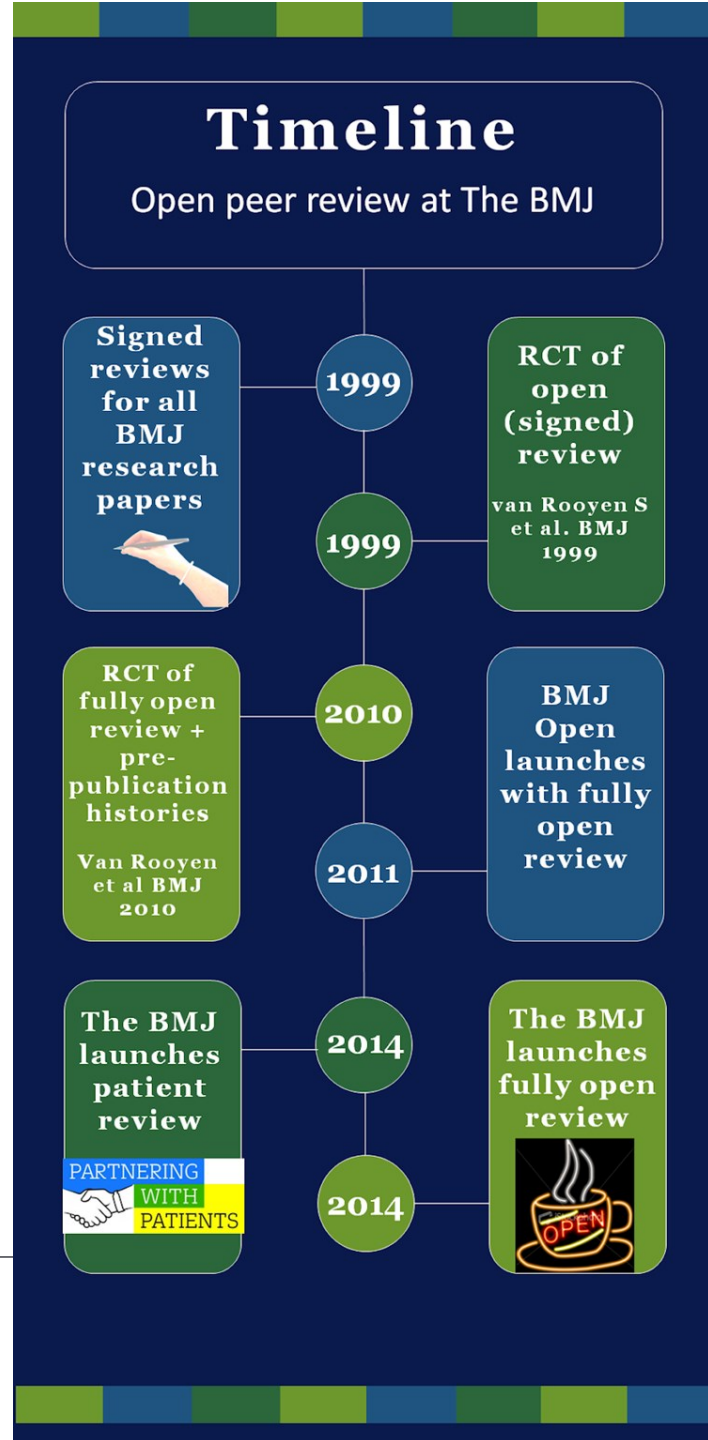 Timeline
Open peer review at The BMJ
Signed
reviews
for all
BMJ
research
papers
1999
RCT of
open
(signed)
review
van Rooyen S
et al. BMJ
1999
1999
RCT of
fully open
review +
pre-
publication
histories
Van Rooyen
et al BMJ
2010
2010
BMJ
Open
launches
with fully
open
review
2011
The BMJ
launches
patient
review
PARTNERING
WITH
PATIENTS
2014
The BMJ
launches
fully open
review
OPEN
2014